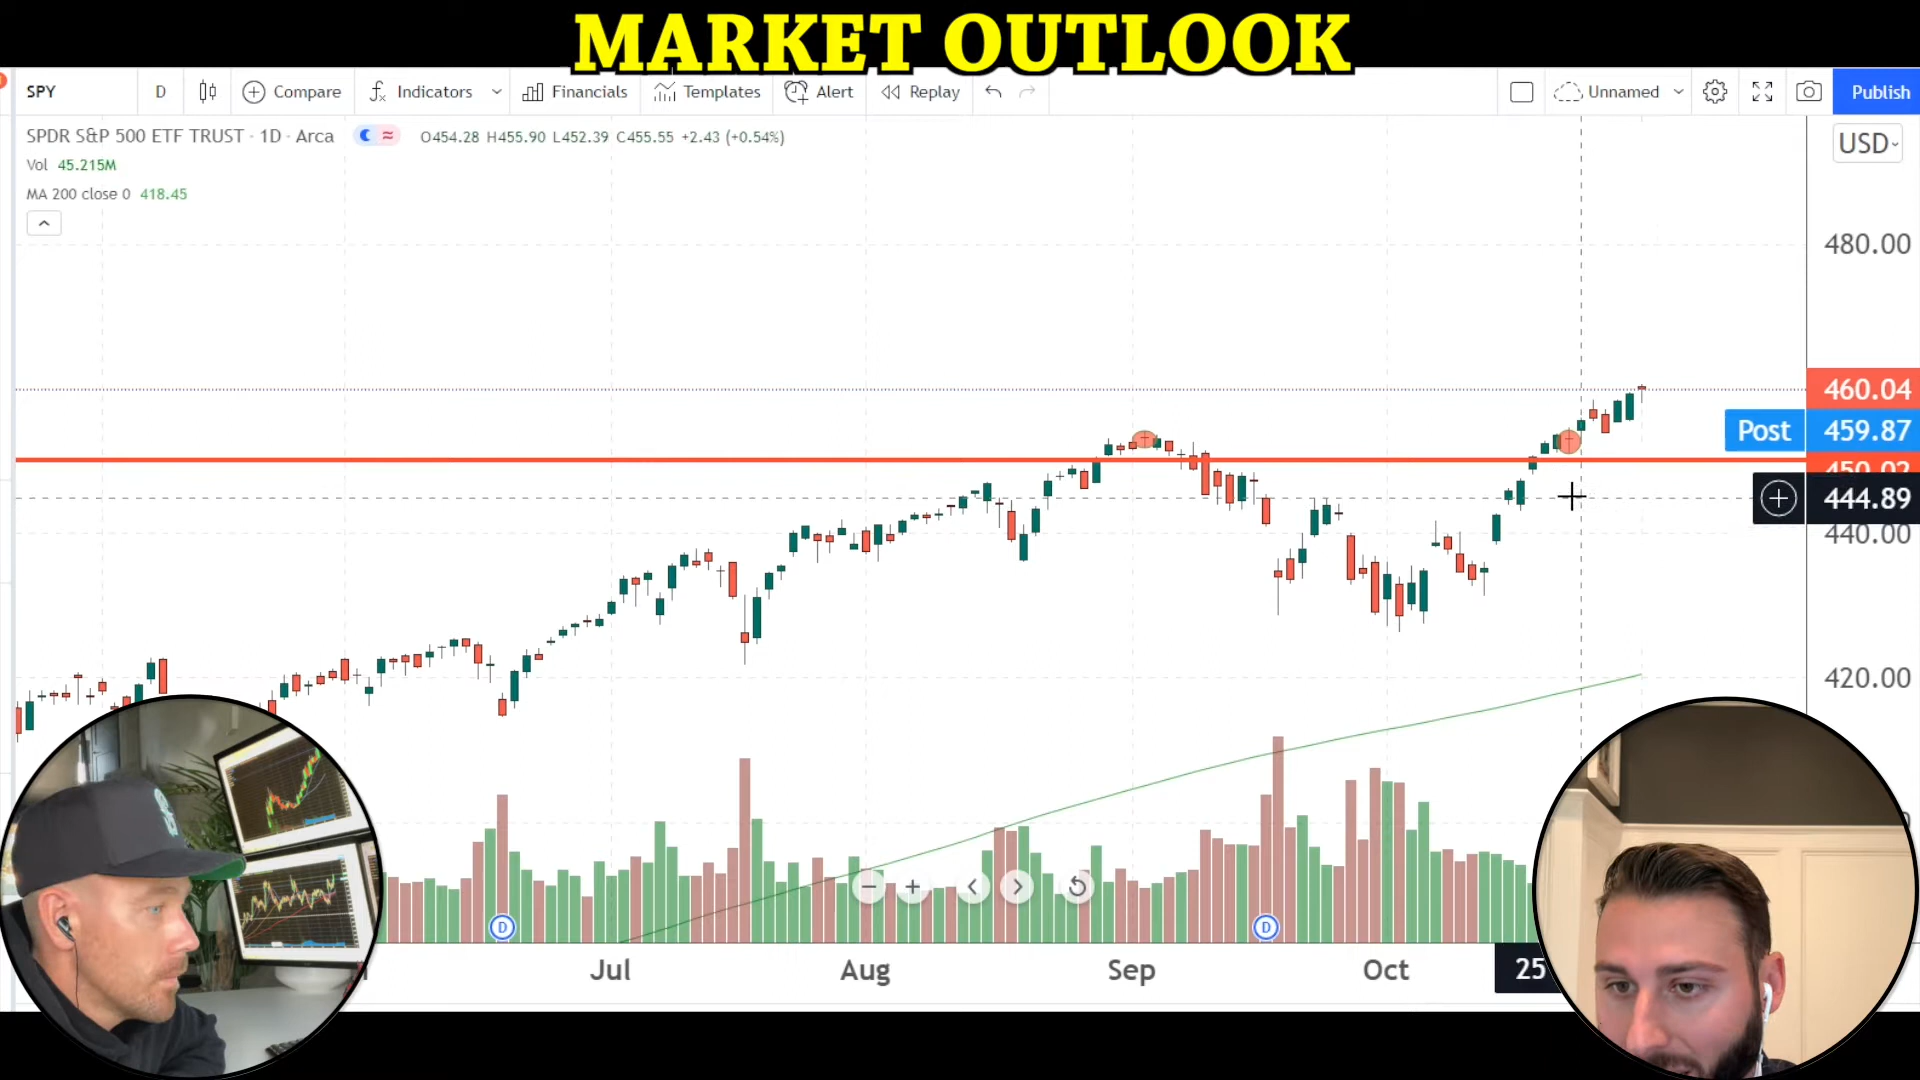 MARKET OUTLOOK
SPY D Compare Indicators Financials Templates Alert Replay Unnamed Publish
SPDR S&P 500 ETF TRUST · 1D · Arca O454.28 H455.90 L452.39 C455.55 +2.43 (+0.54%)
USD
Vol 45.215M
MA 200 close 0 418.45
480.00
460.04
Post 459.87
450.02
444.89
440.00
420.00
D D
Jul Aug Sep Oct 25